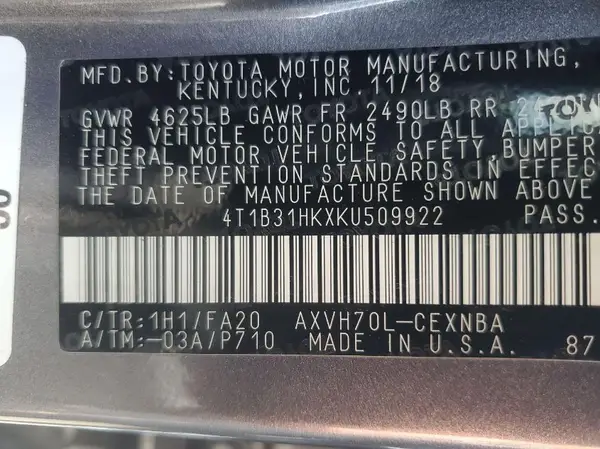 MFD.BY:TOYOTA MOTOR MANUFACTURING,
KENTUCKY, INC. 11/18
GVWR 4625LB GAWR FR 2490LB RR
THIS VEHICLE CONFORMS TO ALL
FEDERAL MOTOR VEHICLE SAFETY, BUMPER
THEFT PREVENTION STANDARDS IN EFFEC
THE DATE OF MANUFACTURE SHOWN ABOVE
4T1B31HKXKU509922 PASS.
C/TR:1H1/FA20 AXVH70L-CEXNBA
A/TM:-03A/P710 MADE IN U.S.A. 87